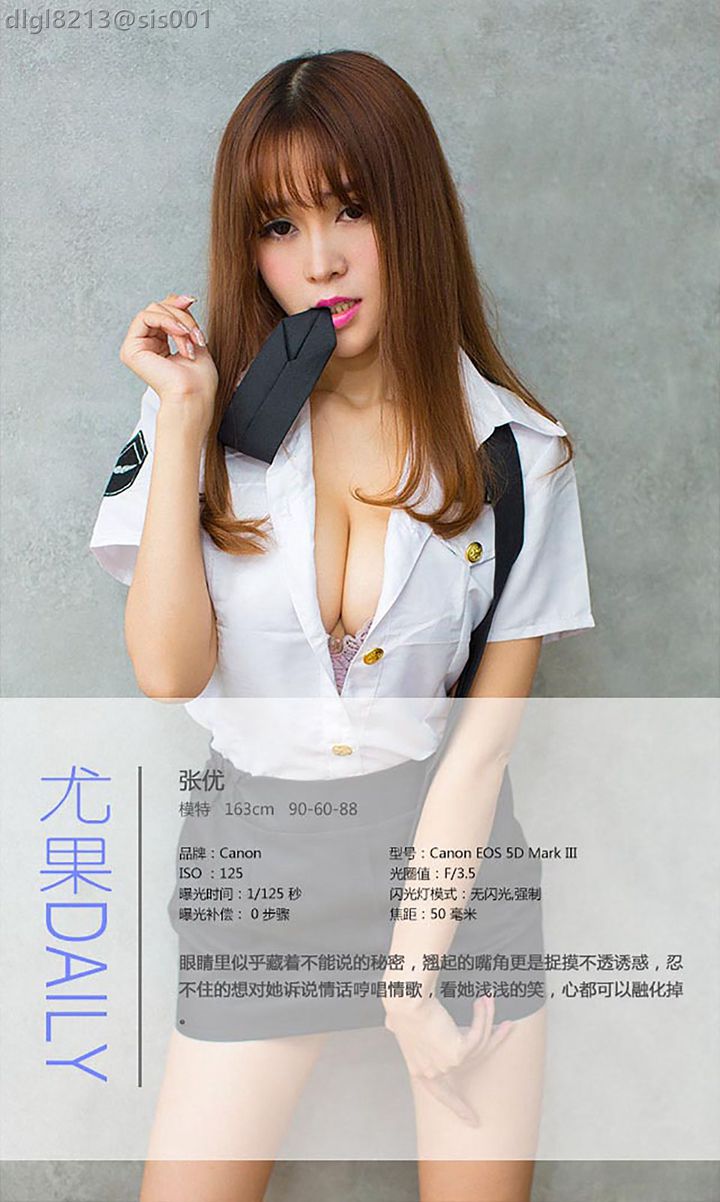 dlgl8213@sis001
尤果DAILY
张优
模特 163cm 90-60-88
品牌：Canon 型号：Canon EOS 5D Mark III
ISO ：125 光圈值：F/3.5
曝光时间：1/125 秒 闪光灯模式：无闪光,强制
曝光补偿： 0 步骤 焦距：50 毫米
眼睛里似乎藏着不能说的秘密，翘起的嘴角更是捉摸不透诱惑，忍
不住的想对她诉说情话哼唱情歌，看她浅浅的笑，心都可以融化掉
。